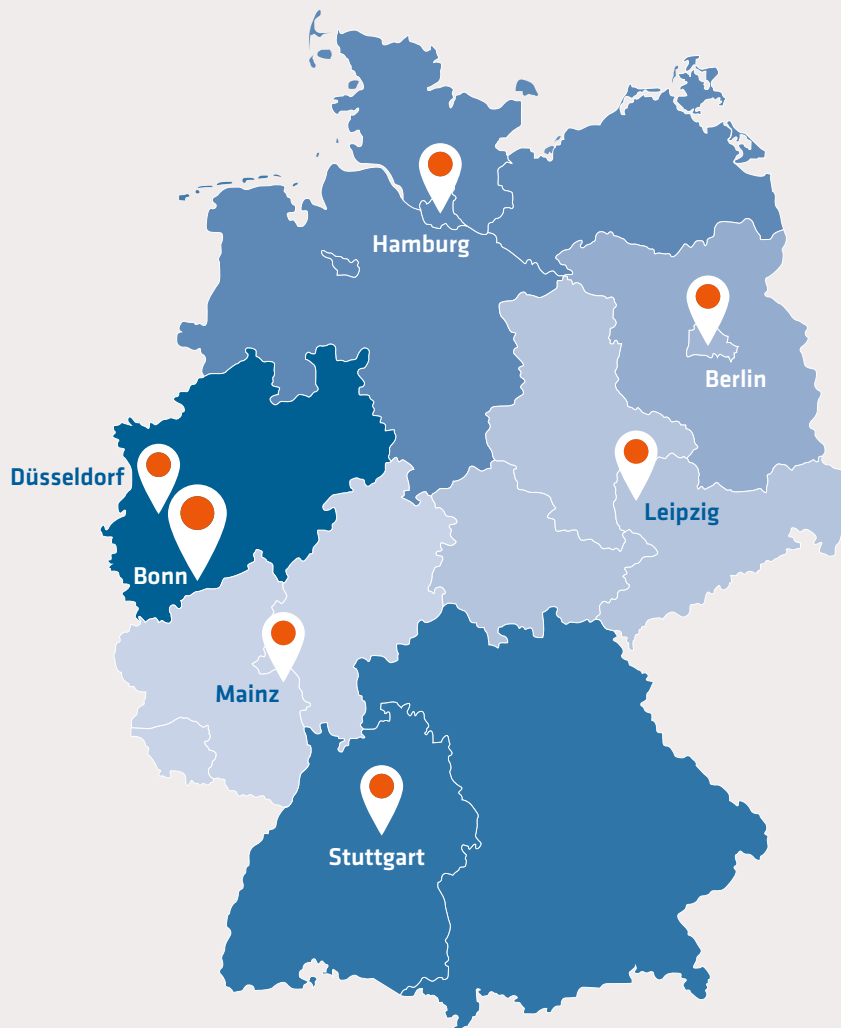 Hamburg
Berlin
Düsseldorf
Leipzig
Bonn
Mainz
Stuttgart